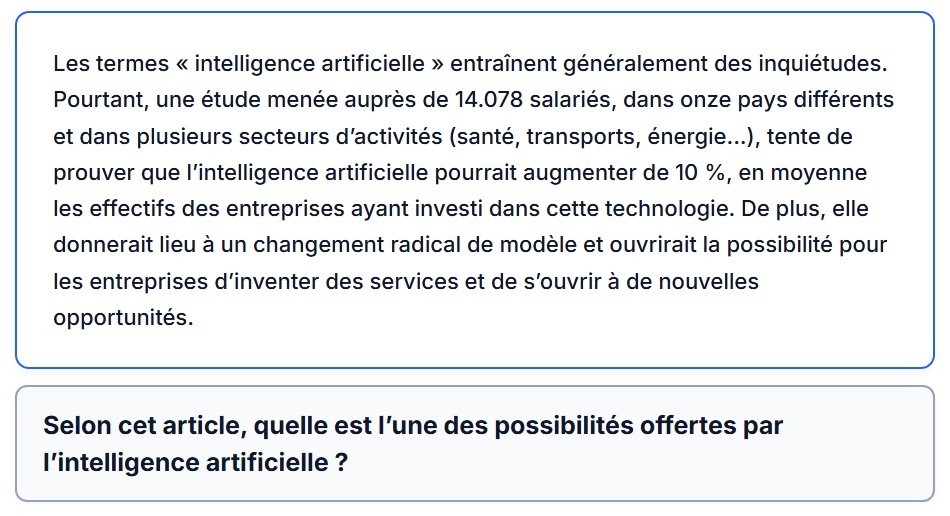 Les termes « intelligence artificielle » entraînent généralement des inquiétudes.
Pourtant, une étude menée auprès de 14.078 salariés, dans onze pays différents
et dans plusieurs secteurs d’activités (santé, transports, énergie...), tente de
prouver que l’intelligence artificielle pourrait augmenter de 10 %, en moyenne
les effectifs des entreprises ayant investi dans cette technologie. De plus, elle
donnerait lieu à un changement radical de modèle et ouvrirait la possibilité pour
les entreprises d’inventer des services et de s’ouvrir à de nouvelles
opportunités.
Selon cet article, quelle est l’une des possibilités offertes par
l’intelligence artificielle ?